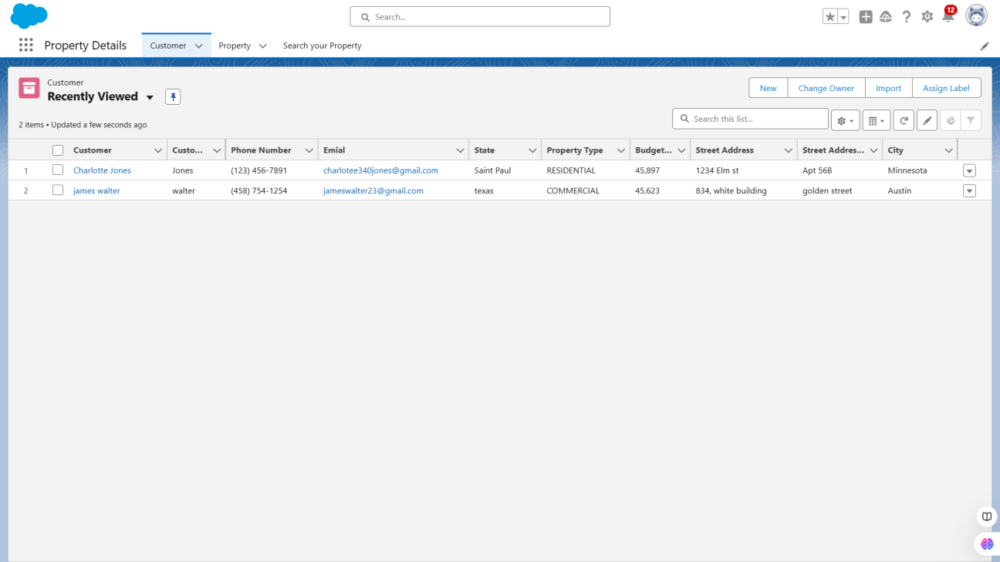 Search...
12
Property Details
Customer
Property
Search your Property
Customer
Recently Viewed
New
Change Owner
Import
Assign Label
2 items • Updated a few seconds ago
Search this list...
Customer Custo... Phone Number Emial State Property Type Budget... Street Address Street Addres... City
1 Charlotte Jones Jones (123) 456-7891 charlotee340jones@gmail.com Saint Paul RESIDENTIAL 45,897 1234 Elm st Apt 56B Minnesota
2 james walter walter (458) 754-1254 jameswalter23@gmail.com texas COMMERCIAL 45,623 834, white building golden street Austin